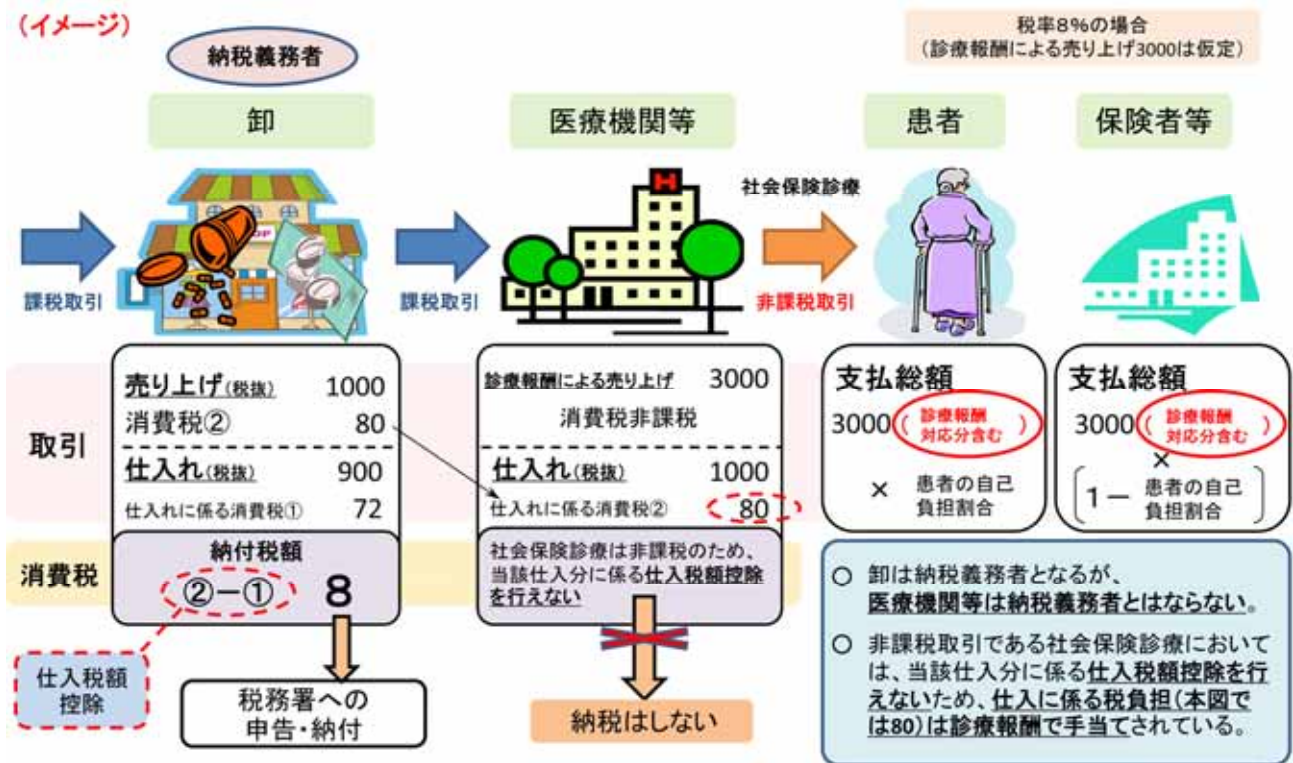 (イメージ)
税率8%の場合
(診療報酬による売り上げ3000は仮定)
納税義務者
卸
医療機関等
患者
保険者等
H
OP
社会保険診療
課税取引
課税取引
非課税取引
取引
売り上げ(税抜) 1000
消費税② 80
仕入れ(税抜) 900
仕入れに係る消費税① 72
診療報酬による売り上げ 3000
消費税非課税
仕入れ(税抜) 1000
仕入れに係る消費税② 80
支払総額
3000(診療報酬
対応分含む)
× 患者の自己
負担割合
支払総額
3000(診療報酬
対応分含む)
×
[1- 患者の自己
負担割合]
消費税
納付税額
②-① 8
社会保険診療は非課税のため、
当該仕入分に係る仕入税額控除
を行えない
仕入税額
控除
税務署への
申告・納付
納税はしない
○ 卸は納税義務者となるが、
医療機関等は納税義務者とはならない。
○ 非課税取引である社会保険診療において
は、当該仕入分に係る仕入税額控除を行
えないため、仕入に係る税負担(本図で
は80)は診療報酬で手当てされている。